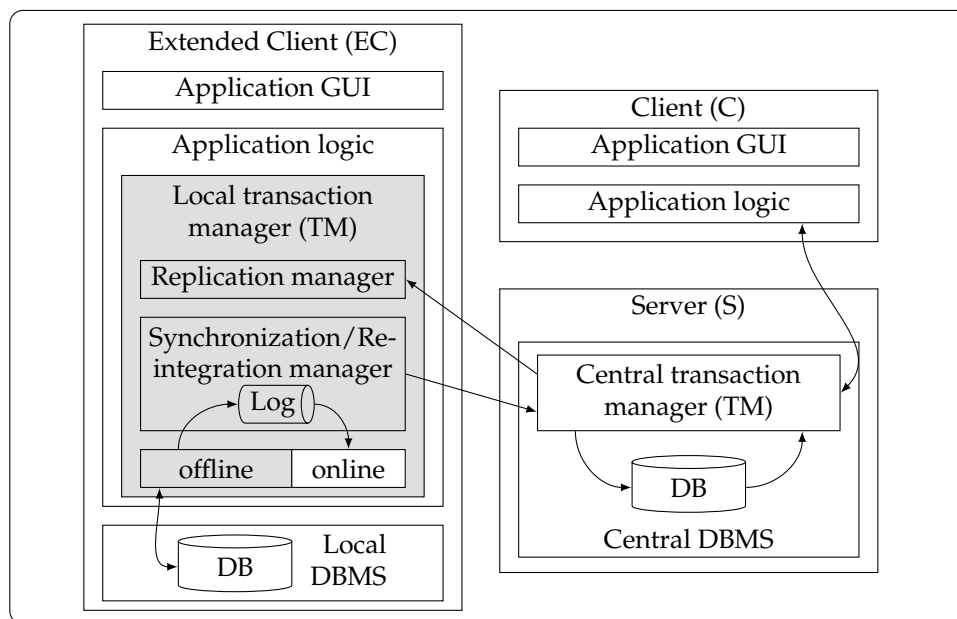 Extended Client (EC)
Application GUI
Application logic
Local transaction
manager (TM)
Replication manager
Synchronization/Re-
integration manager
Log
offline
online
DB
Local
DBMS
Client (C)
Application GUI
Application logic
Server (S)
Central transaction
manager (TM)
DB
Central DBMS